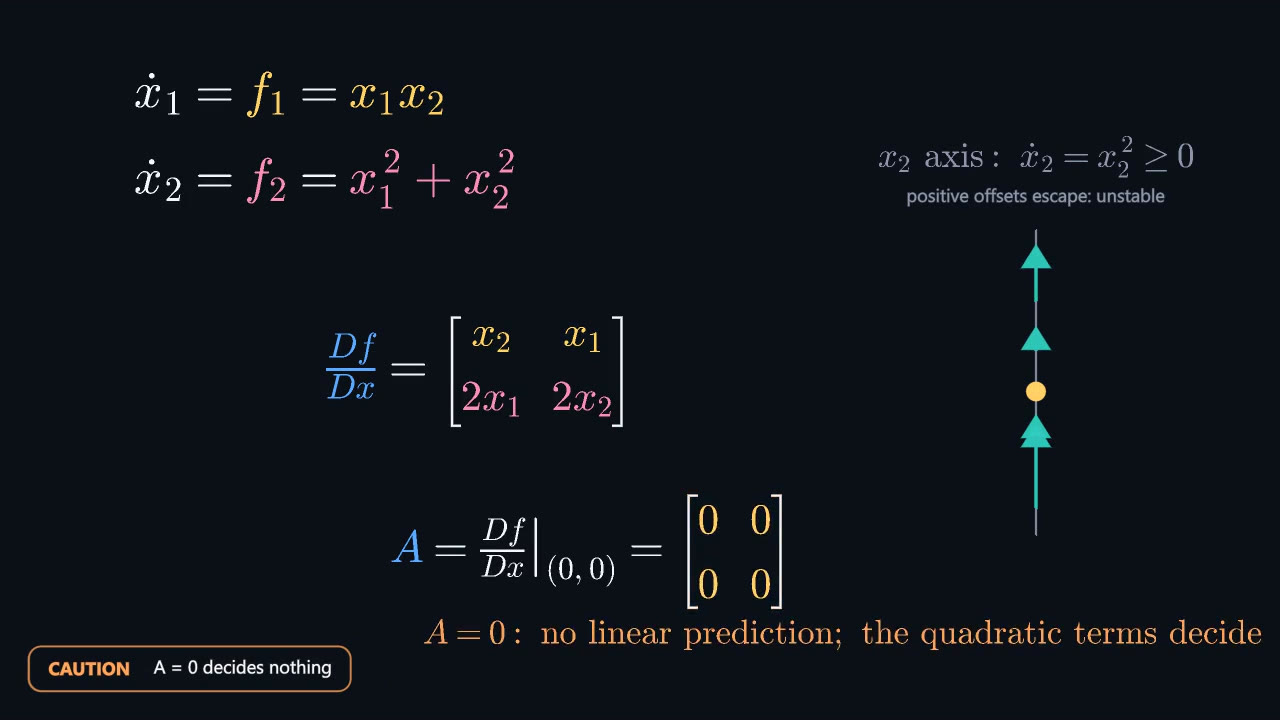 ẋ₁ = f₁ = x₁x₂
ẋ₂ = f₂ = x₁² + x₂²
x₂ axis: ẋ₂ = x₂² ≥ 0
positive offsets escape: unstable
Df/Dx = [x₂ x₁; 2x₁ 2x₂]
A = Df/Dx|(0, 0) = [0 0; 0 0]
A = 0: no linear prediction; the quadratic terms decide
CAUTION A = 0 decides nothing